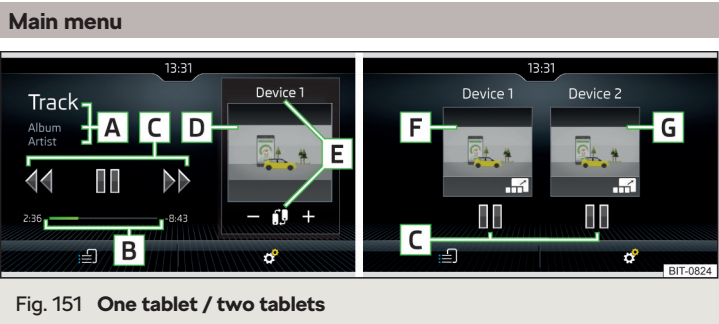 Main menu
13:31
Track
Album
Artist
A
C
D
Device 1
E
2:36
-8:43
B
13:31
Device 1
Device 2
F
G
C
BIT-0824
Fig. 151 One tablet / two tablets